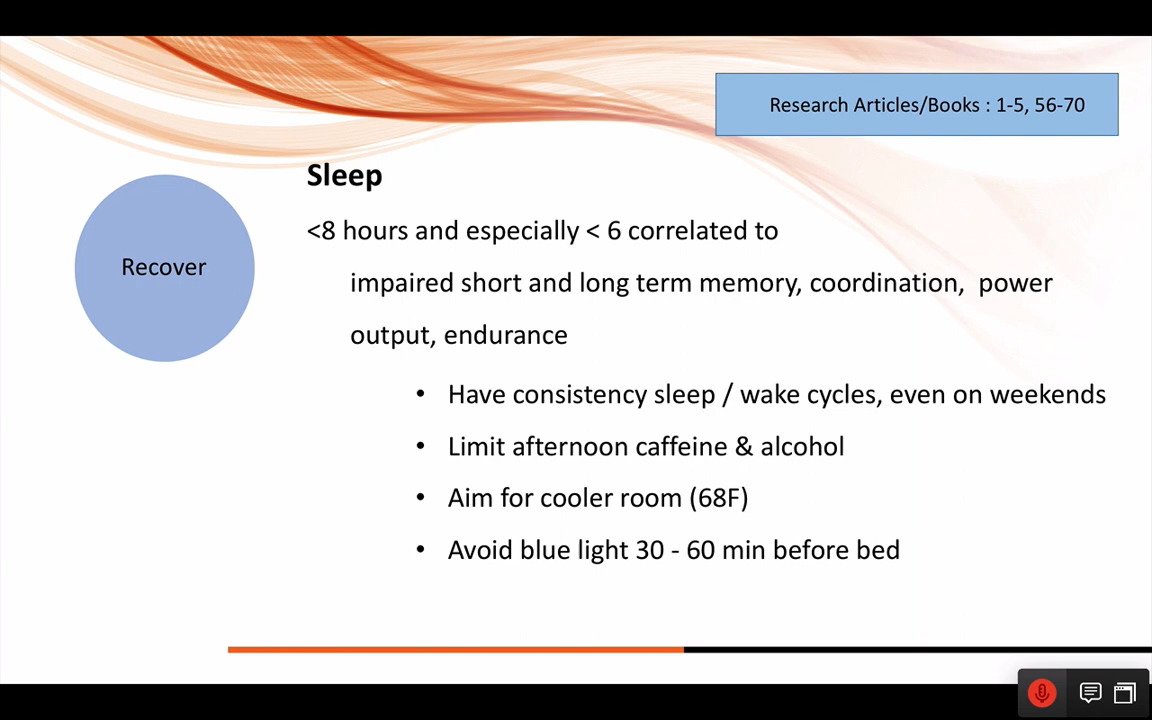 Research Articles/Books : 1-5, 56-70
Sleep
<8 hours and especially < 6 correlated to
impaired short and long term memory, coordination, power
output, endurance
Recover
• Have consistency sleep / wake cycles, even on weekends
• Limit afternoon caffeine & alcohol
• Aim for cooler room (68F)
• Avoid blue light 30 - 60 min before bed